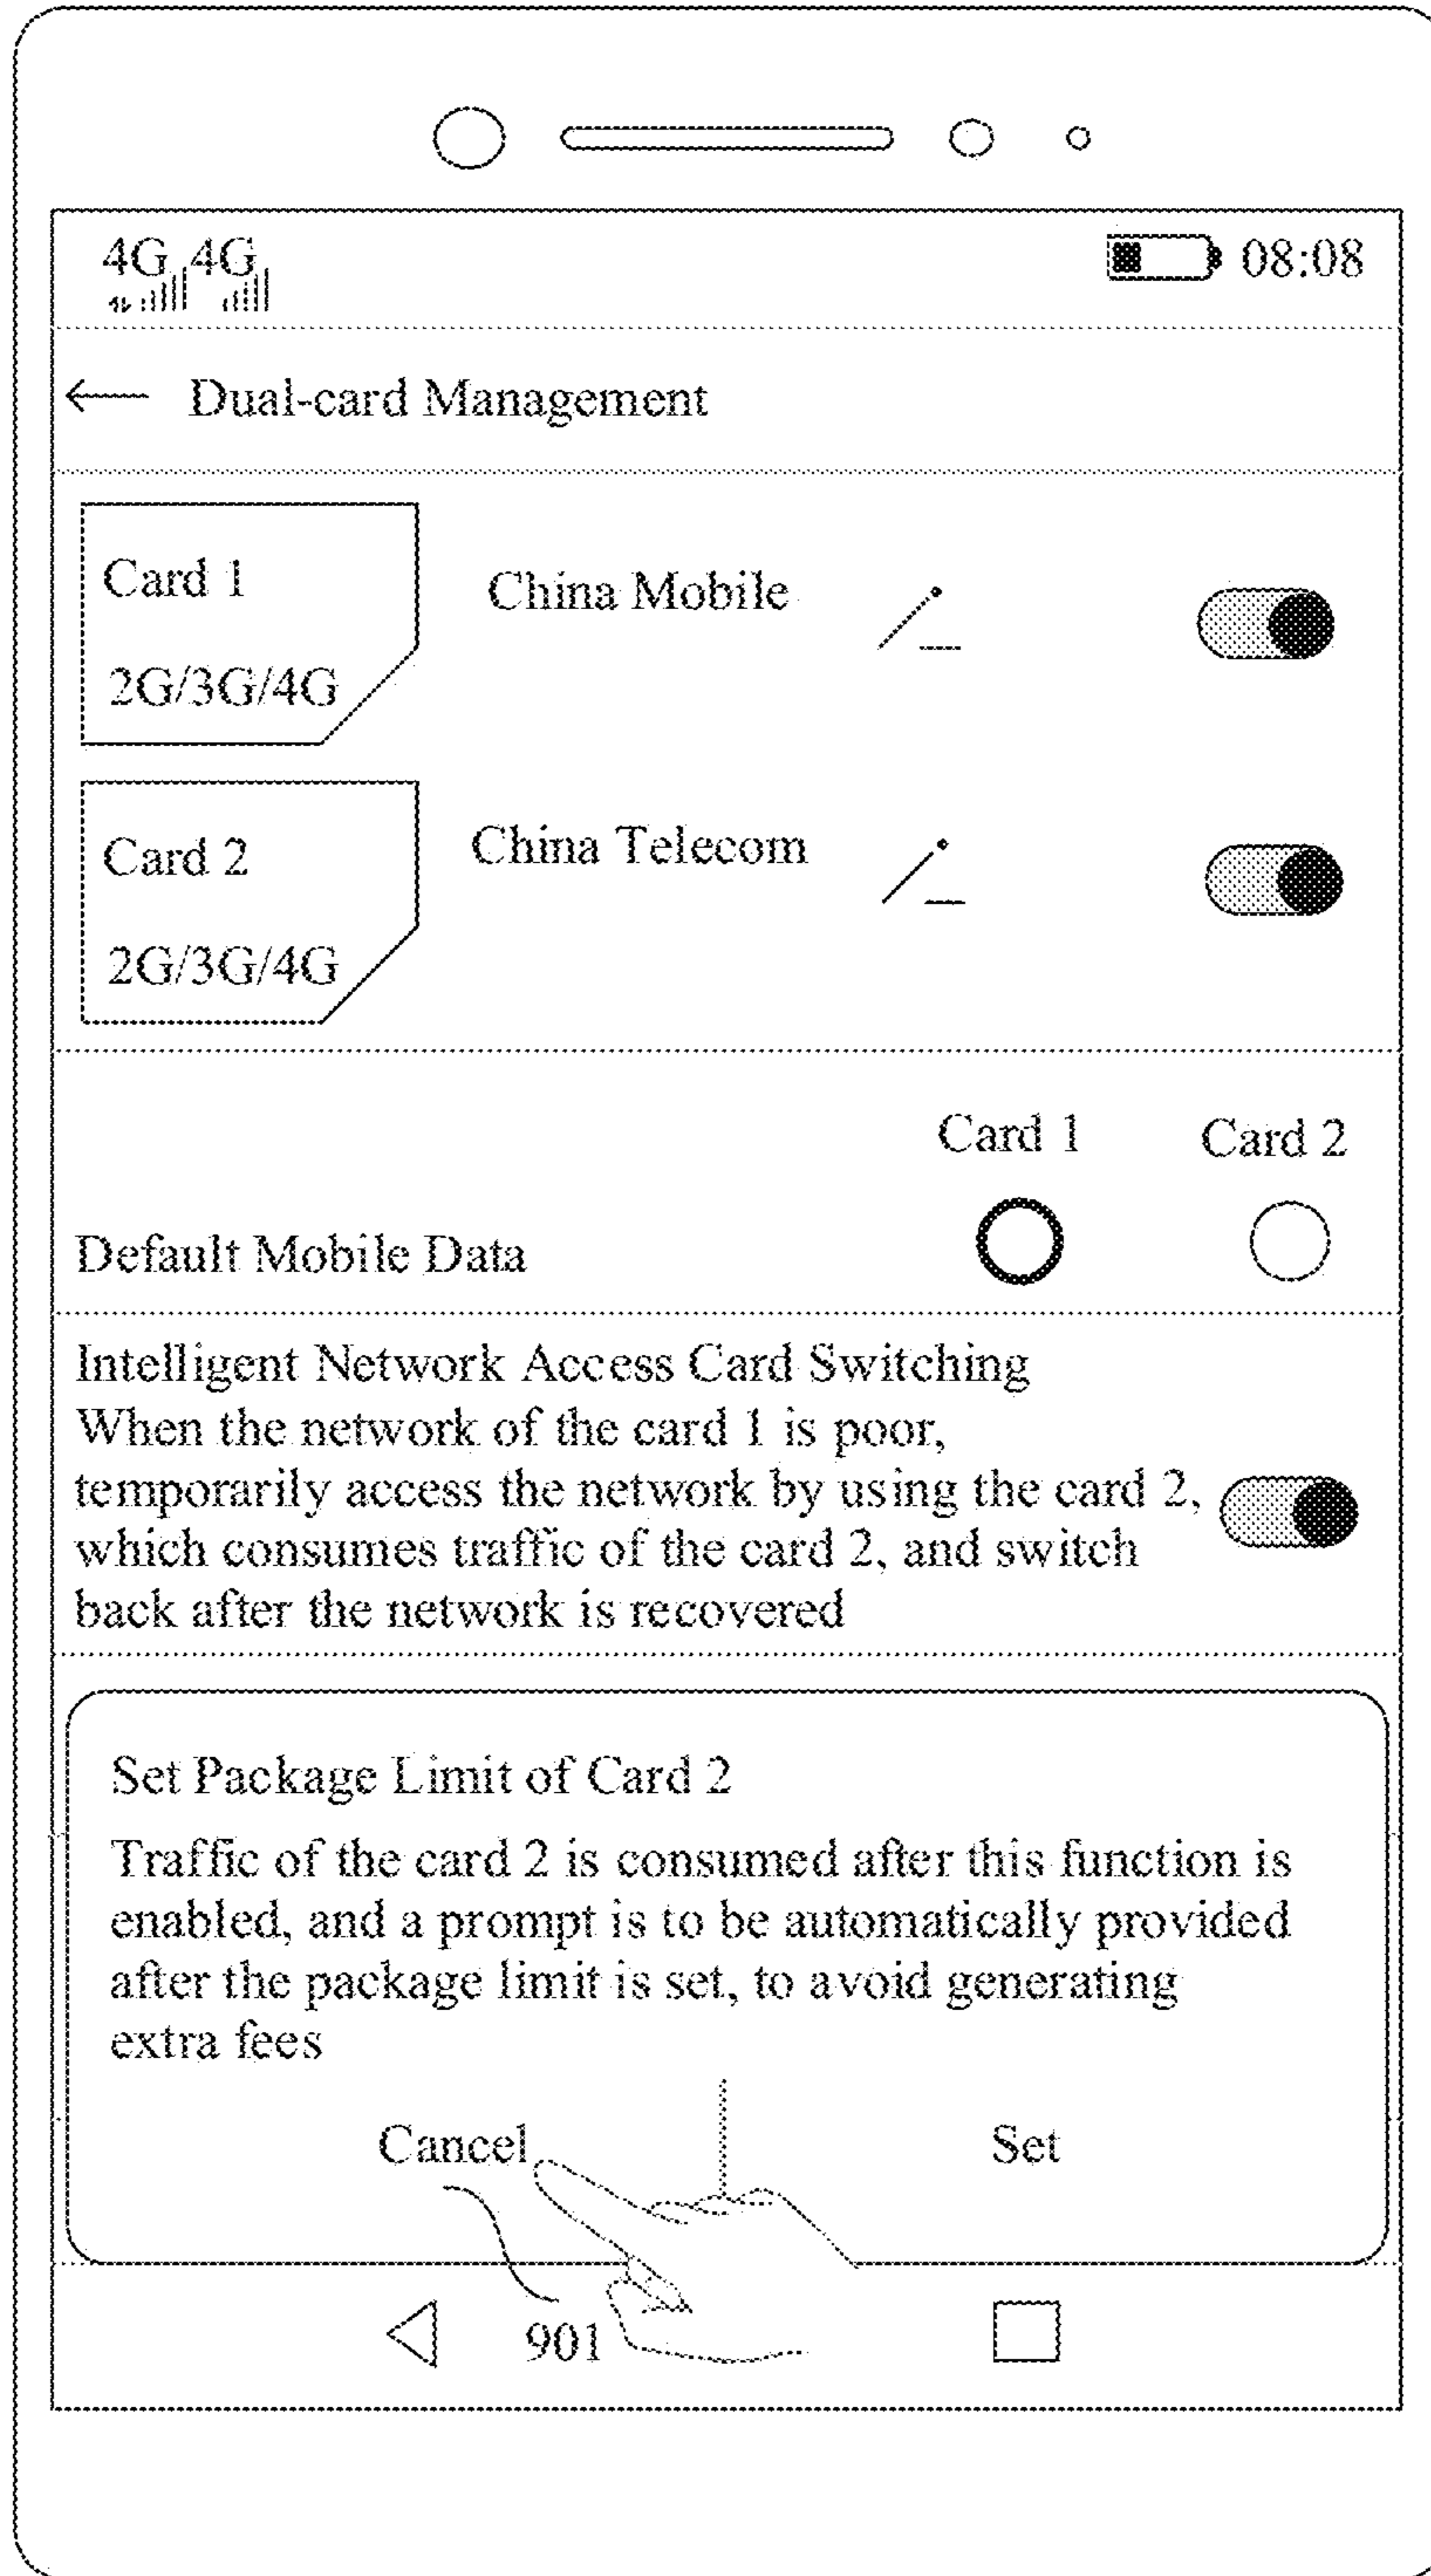 4G 4G 08:08
Dual-card Management
Card 1
China Mobile
2G/3G/4G
Card 2
China Telecom
2G/3G/4G
Card 1 Card 2
Default Mobile Data
Intelligent Network Access Card Switching
When the network of the card 1 is poor,
temporarily access the network by using the card 2,
which consumes traffic of the card 2, and switch
back after the network is recovered
Set Package Limit of Card 2
Traffic of the card 2 is consumed after this function is
enabled, and a prompt is to be automatically provided
after the package limit is set, to avoid generating
extra fees
Cancel Set
901